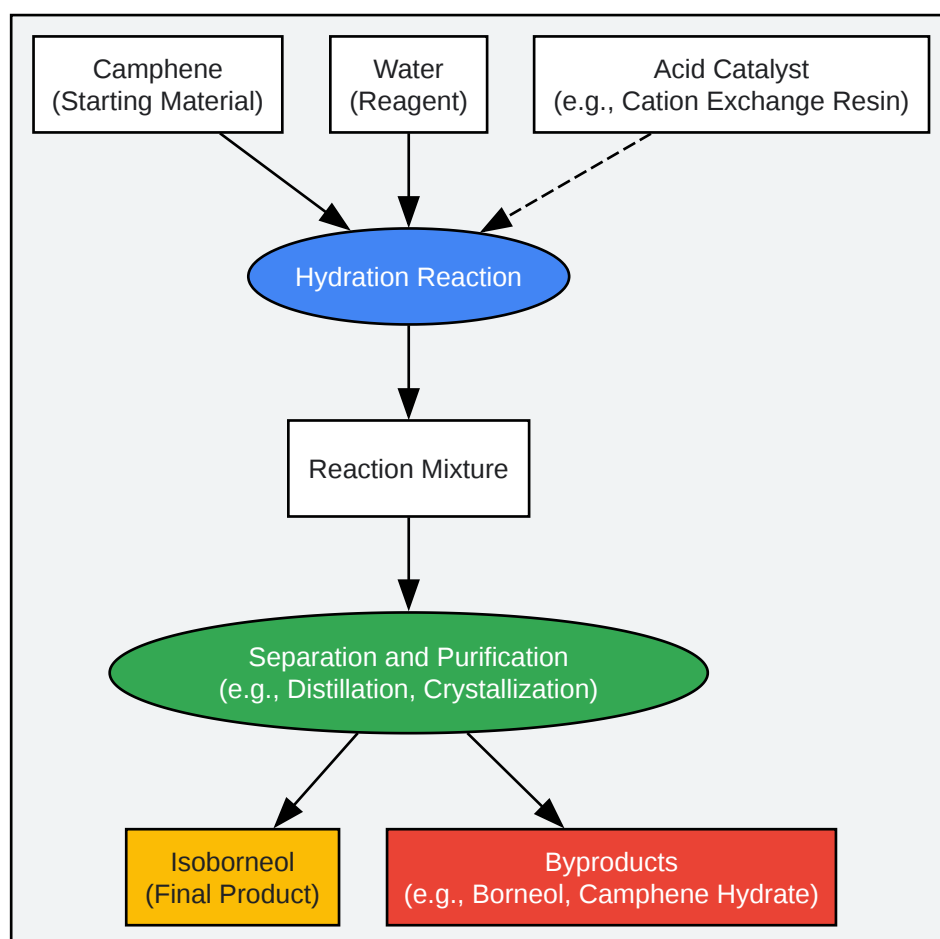 Camphene
(Starting Material)
Water
(Reagent)
Acid Catalyst
(e.g., Cation Exchange Resin)
Hydration Reaction
Reaction Mixture
Separation and Purification
(e.g., Distillation, Crystallization)
Isoborneol
(Final Product)
Byproducts
(e.g., Borneol, Camphene Hydrate)